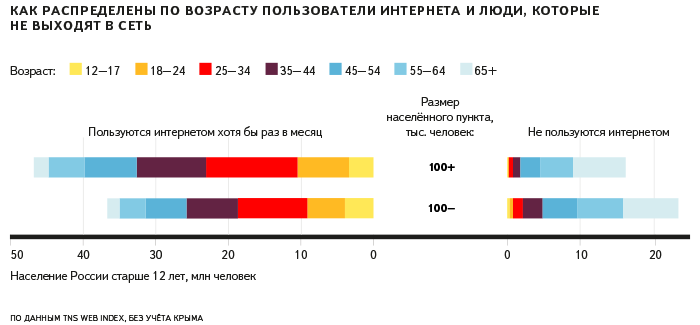 КАК РАСПРЕДЕЛЕНЫ ПО ВОЗРАСТУ ПОЛЬЗОВАТЕЛИ ИНТЕРНЕТА И ЛЮДИ, КОТОРЫЕ
НЕ ВЫХОДЯТ В СЕТЬ
Возраст: 12—17 18—24 25—34 35—44 45—54 55—64 65+
Размер
населённого пункта,
тыс. человек:
Пользуются интернетом хотя бы раз в месяц
Не пользуются интернетом
100+
100—
50 40 30 20 10 0 0 10 20
Население России старше 12 лет, млн человек
ПО ДАННЫМ TNS WEB INDEX, БЕЗ УЧЁТА КРЫМА